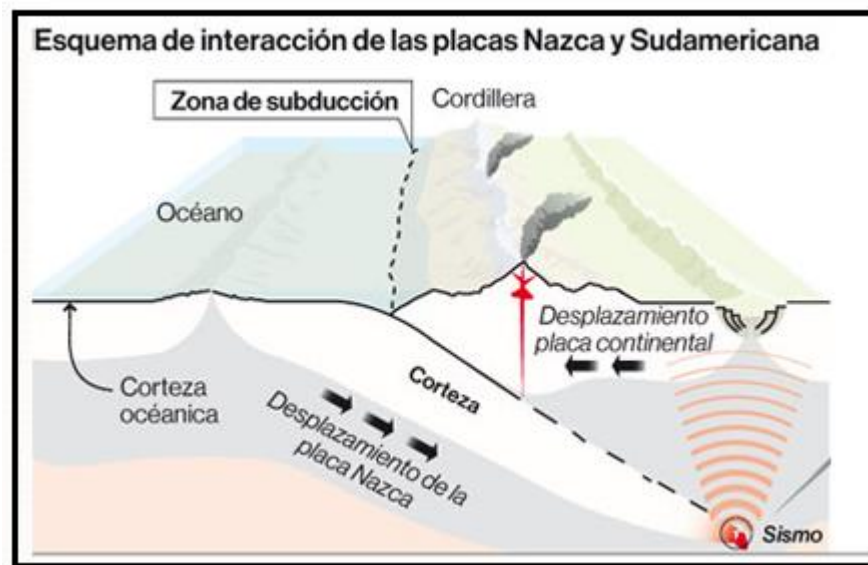 Esquema de interacción de las placas Nazca y Sudamericana
Zona de subducción
Cordillera
Océano
Desplazamiento
placa continental
Corteza
océanica
Corteza
Desplazamiento de la
placa Nazca
Sismo